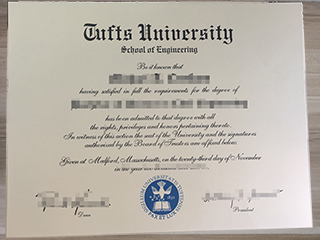 Tufts University
School of Engineering
Be it known that
having satisfied in full the requirements for the degree of
has been admitted to that degree with all
the rights, privileges and honors pertaining thereto.
In witness of this action the seal of the University and the signatures
authorized by the Board of Trustees are affixed below
Given at Medford, Massachusetts, on the twenty-third day of November
in the year
Dean
President